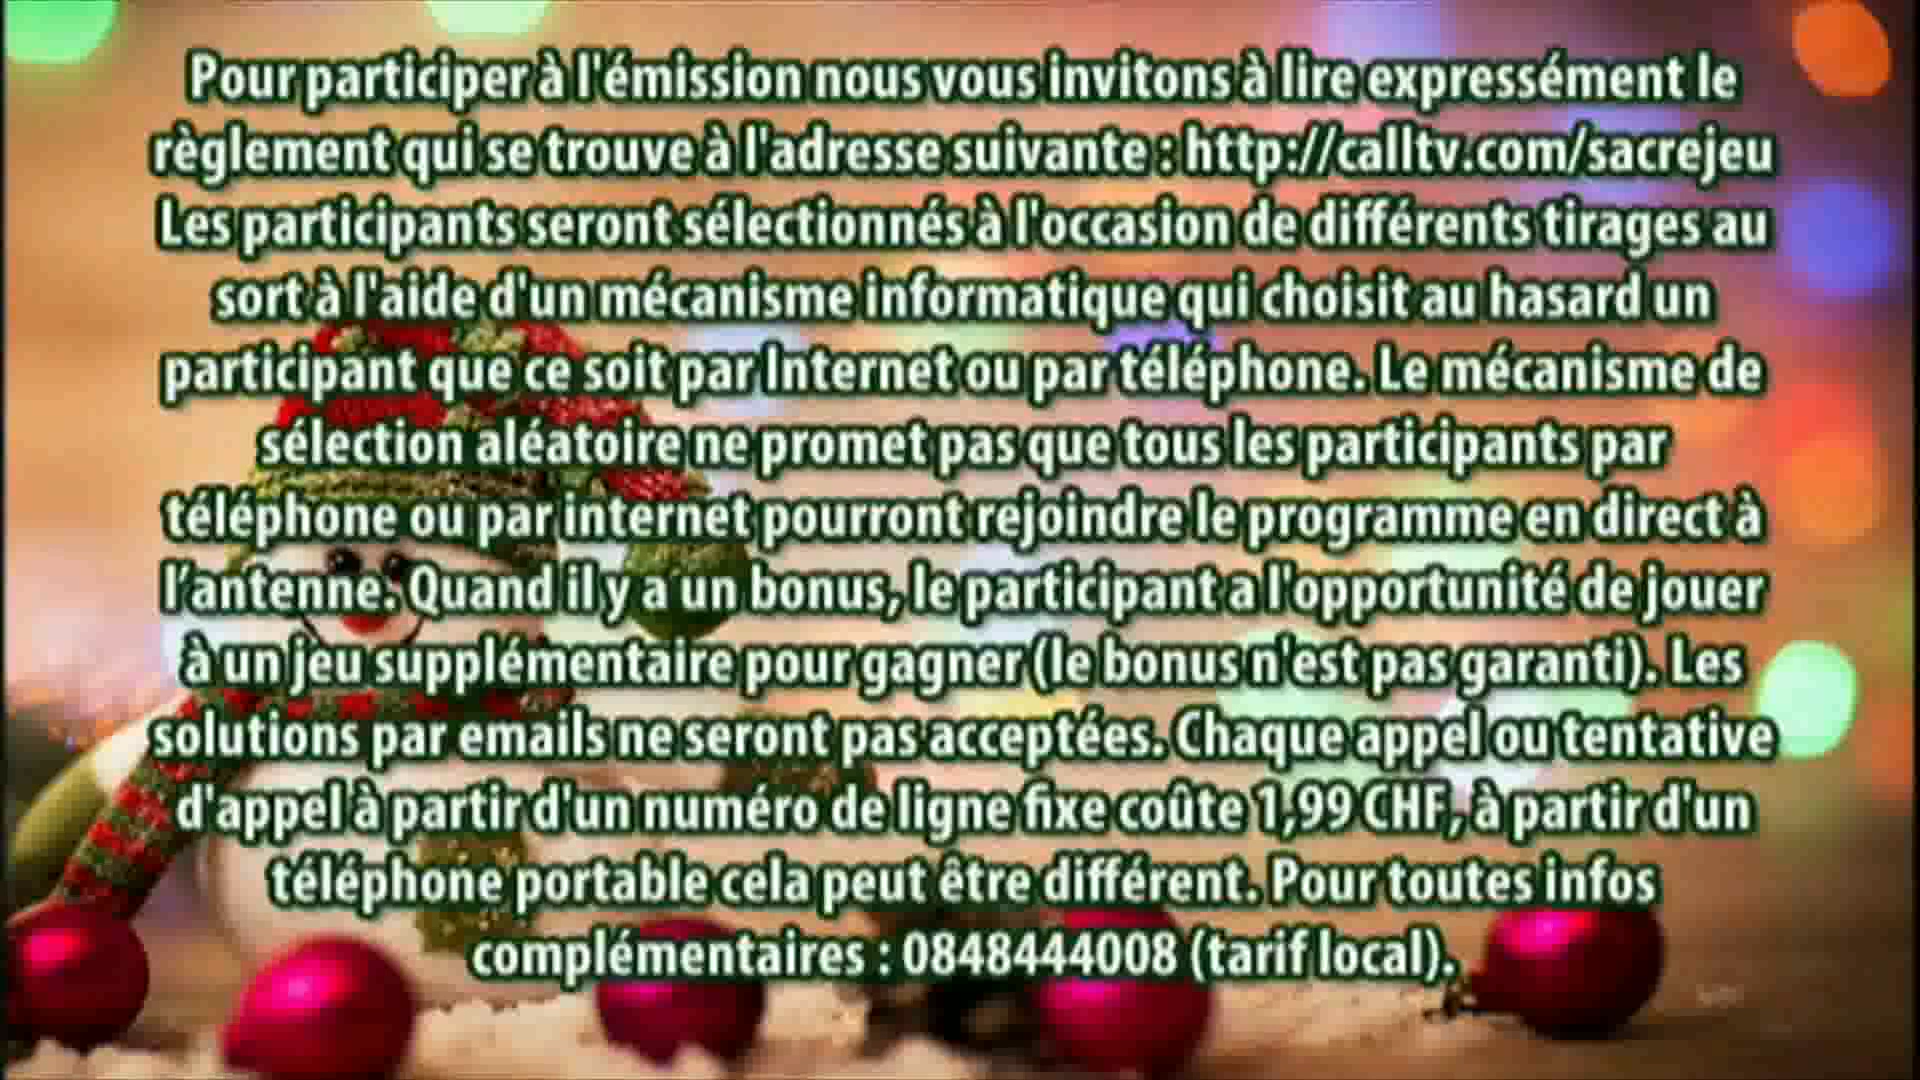 Pour participer à l'émission nous vous invitons à lire expressément le
règlement qui se trouve à l'adresse suivante : http://calltv.com/sacrejeu
Les participants seront sélectionnés à l'occasion de différents tirages au
sort à l'aide d'un mécanisme informatique qui choisit au hasard un
participant que ce soit par Internet ou par téléphone. Le mécanisme de
sélection aléatoire ne promet pas que tous les participants par
téléphone ou par internet pourront rejoindre le programme en direct à
l’antenne. Quand il y a un bonus, le participant a l'opportunité de jouer
à un jeu supplémentaire pour gagner (le bonus n'est pas garanti). Les
solutions par emails ne seront pas acceptées. Chaque appel ou tentative
d'appel à partir d'un numéro de ligne fixe coûte 1,99 CHF, à partir d'un
téléphone portable cela peut être différent. Pour toutes infos
complémentaires : 0848444008 (tarif local).